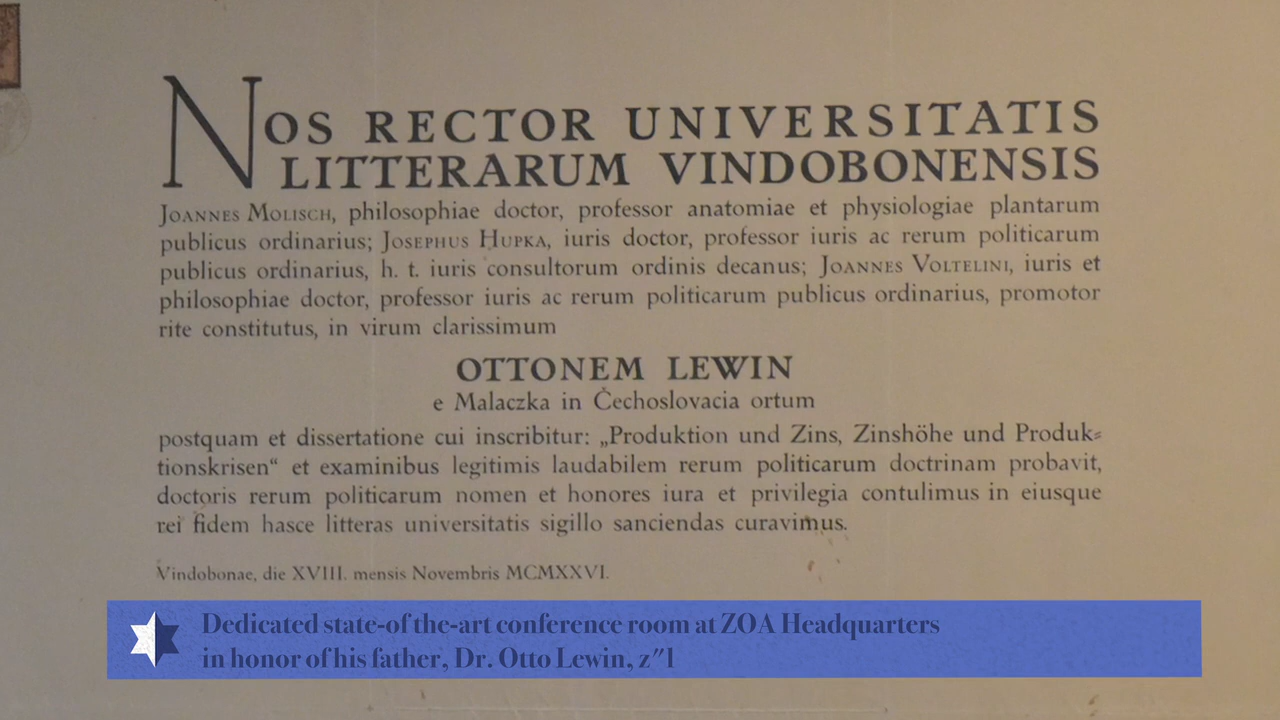 NOS RECTOR UNIVERSITATIS
LITTERARUM VINDOBONENSIS
JOANNES MOLISCH, philosophiae doctor, professor anatomiae et physiologiae plantarum
publicus ordinarius; JOSEPHUS HUPKA, iuris doctor, professor iuris ac rerum politicarum
publicus ordinarius, h. t. iuris consultorum ordinis decanus; JOANNES VOLTELINI, iuris et
philosophiae doctor, professor iuris ac rerum politicarum publicus ordinarius, promotor
rite constitutus, in virum clarissimum
OTTONEM LEWIN
e Malaczka in Čechoslovacia ortum
postquam et dissertatione cui inscribitur: „Produktion und Zins, Zinshöhe und Produk-
tionskrisen“ et examinibus legitimis laudabilem rerum politicarum doctrinam probavit,
doctoris rerum politicarum nomen et honores iura et privilegia contulimus in eiusque
rei fidem hasce litteras universitatis sigillo sanciendas curavimus.
Vindobonae, die XVIII. mensis Novembris MCMXXVI.
Dedicated state-of the-art conference room at ZOA Headquarters
in honor of his father, Dr. Otto Lewin, z"l